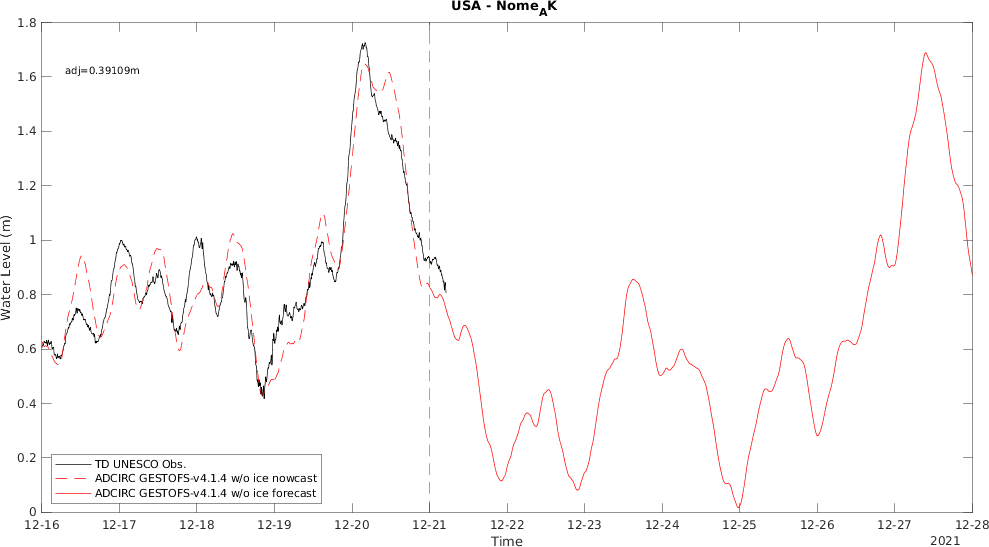 USA - Nome_AK
1.8
adj=0.39109m
1.6
1.4
1.2
1
0.8
0.6
0.4
0.2
0
Water Level (m)
TD UNESCO Obs.
ADCIRC GESTOFS-v4.1.4 w/o ice nowcast
ADCIRC GESTOFS-v4.1.4 w/o ice forecast
12-16 12-17 12-18 12-19 12-20 12-21 12-22 12-23 12-24 12-25 12-26 12-27 12-28
Time
2021